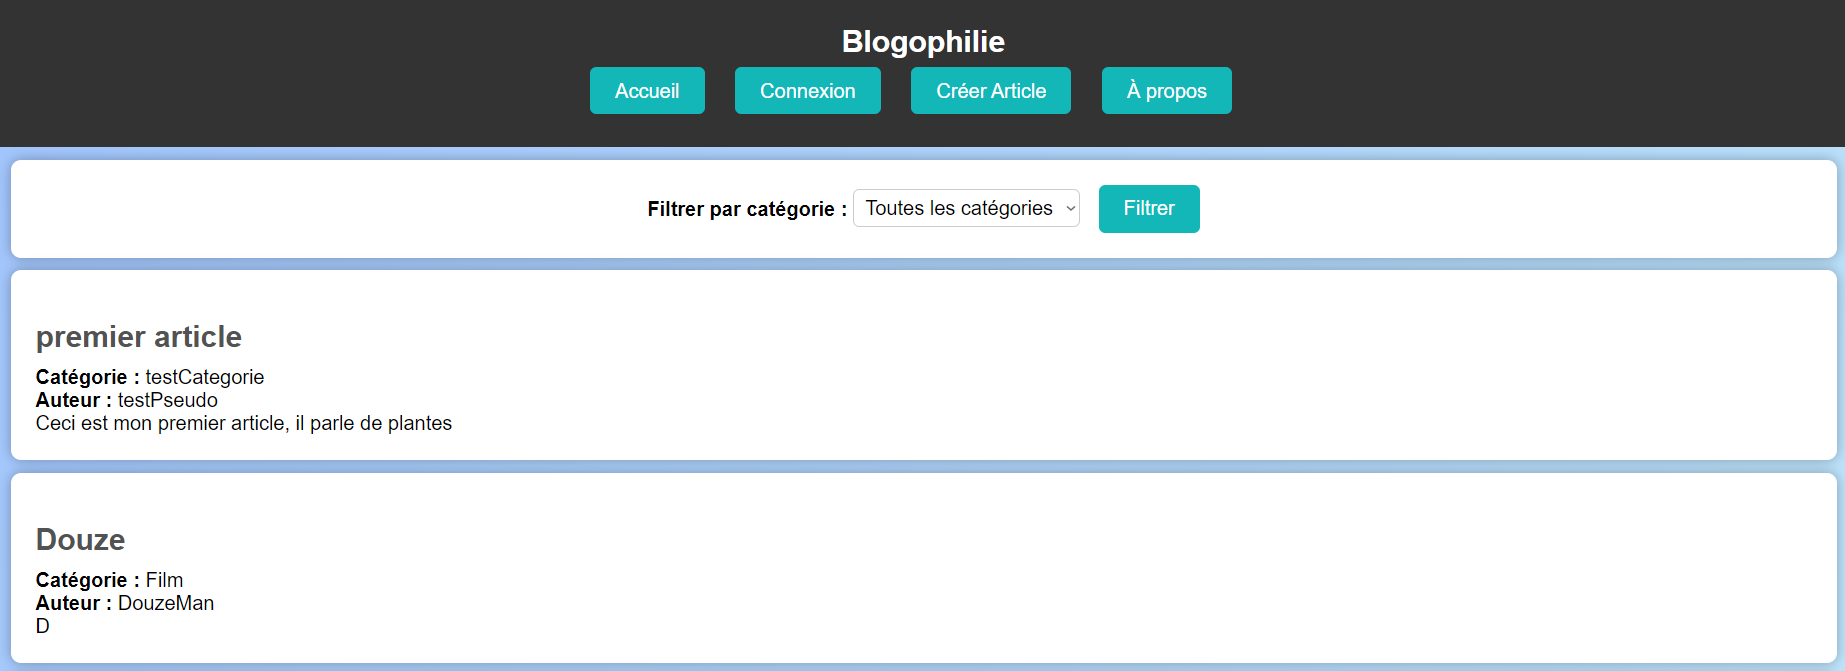 Blogophilie
Accueil Connexion Créer Article À propos
Filtrer par catégorie : Toutes les catégories Filtrer
premier article
Catégorie : testCategorie
Auteur : testPseudo
Ceci est mon premier article, il parle de plantes
Douze
Catégorie : Film
Auteur : DouzeMan
D